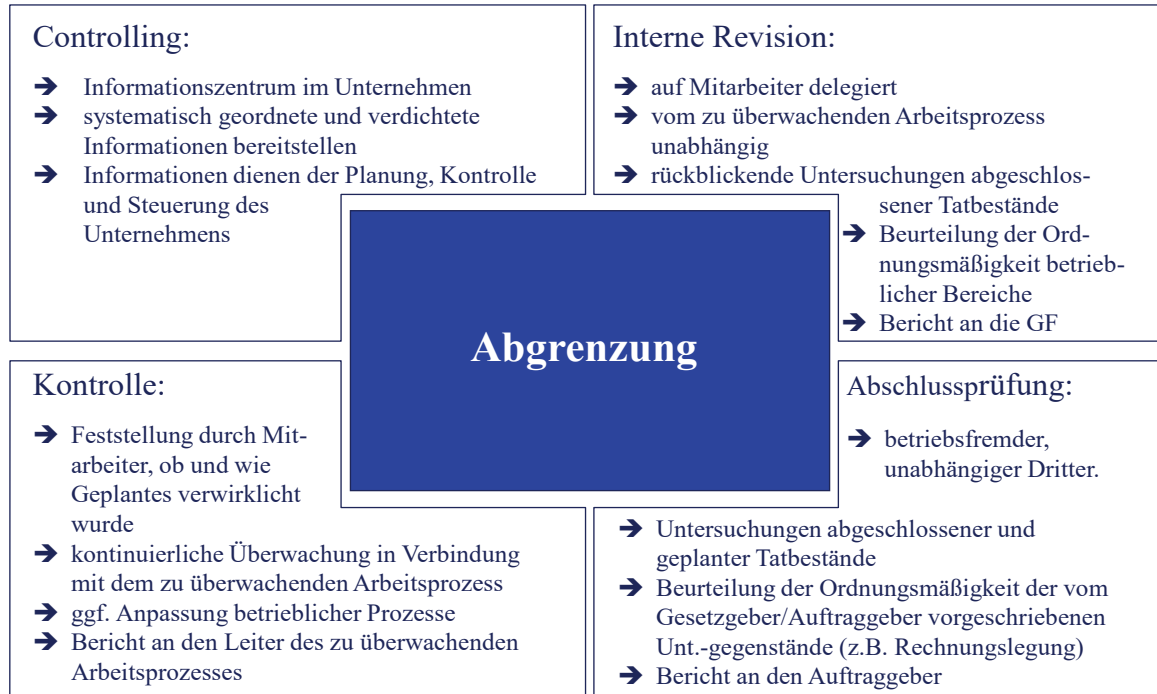 Controlling:
➔ Informationszentrum im Unternehmen
➔ systematisch geordnete und verdichtete
Informationen bereitstellen
➔ Informationen dienen der Planung, Kontrolle
und Steuerung des
Unternehmens
Interne Revision:
➔ auf Mitarbeiter delegiert
➔ vom zu überwachenden Arbeitsprozess
unabhängig
➔ rückblickende Untersuchungen abgeschlos-
sener Tatbestände
➔ Beurteilung der Ord-
nungsmäßigkeit betrieb-
licher Bereiche
➔ Bericht an die GF
Abgrenzung
Kontrolle:
➔ Feststellung durch Mit-
arbeiter, ob und wie
Geplantes verwirklicht
wurde
➔ kontinuierliche Überwachung in Verbindung
mit dem zu überwachenden Arbeitsprozess
➔ ggf. Anpassung betrieblicher Prozesse
➔ Bericht an den Leiter des zu überwachenden
Arbeitsprozesses
Abschlussprüfung:
➔ betriebsfremder,
unabhängiger Dritter.
➔ Untersuchungen abgeschlossener und
geplanter Tatbestände
➔ Beurteilung der Ordnungsmäßigkeit der vom
Gesetzgeber/Auftraggeber vorgeschriebenen
Unt.-gegenstände (z.B. Rechnungslegung)
➔ Bericht an den Auftraggeber